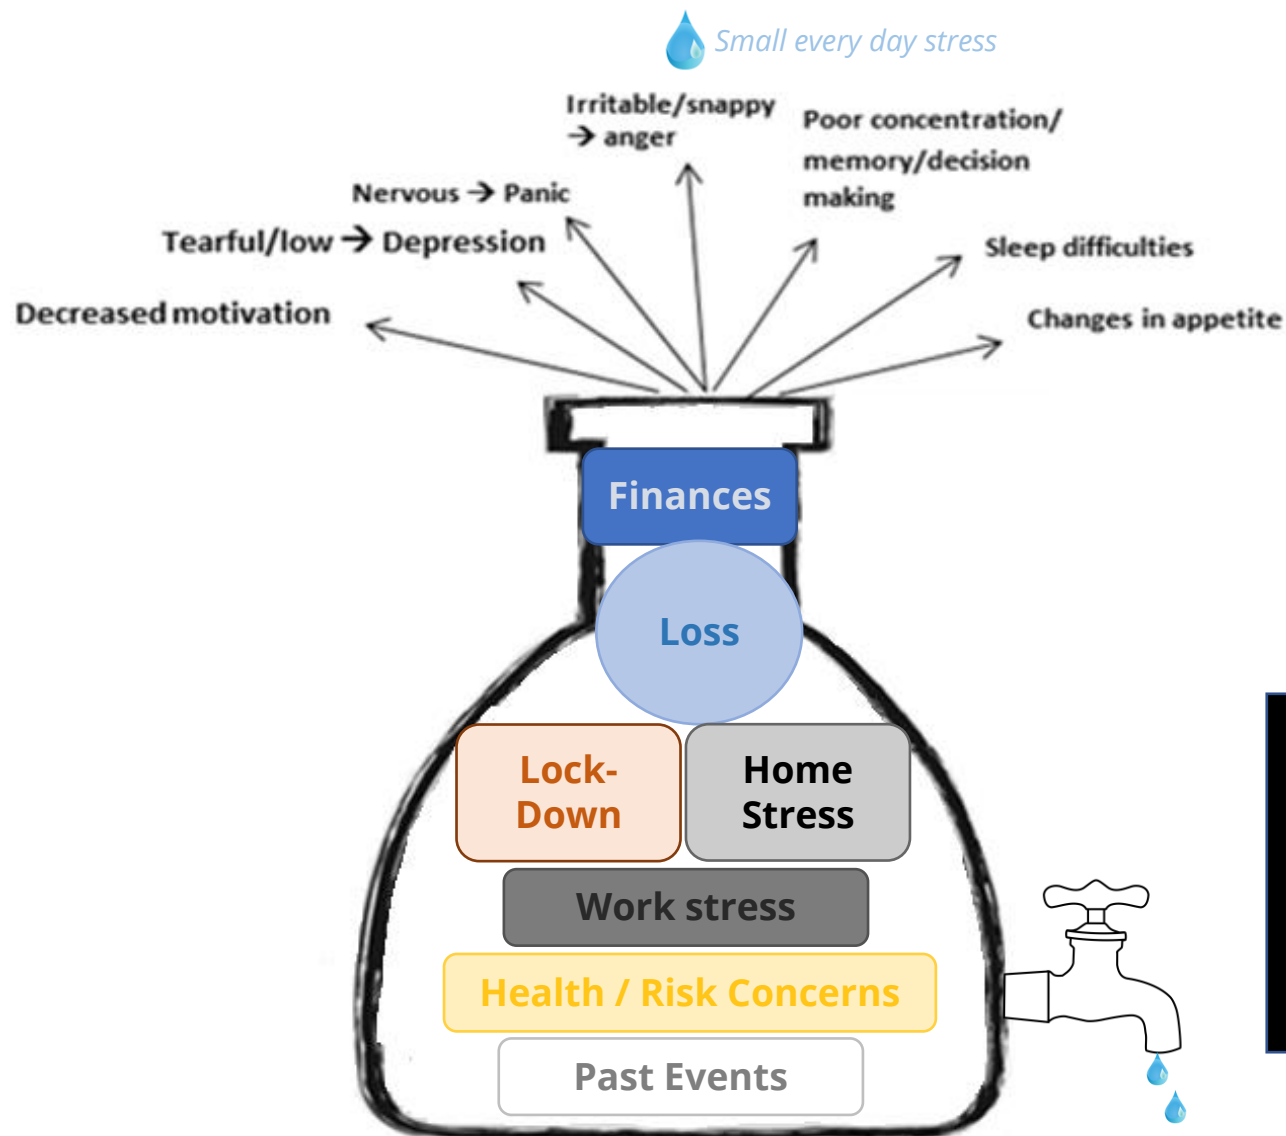 Small every day stress
Irritable/snappy
→ anger
Poor concentration/
memory/decision
making
Nervous → Panic
Tearful/low → Depression
Sleep difficulties
Decreased motivation
Changes in appetite
Finances
Loss
Lock-
Down
Home
Stress
Work stress
Health / Risk Concerns
Past Events